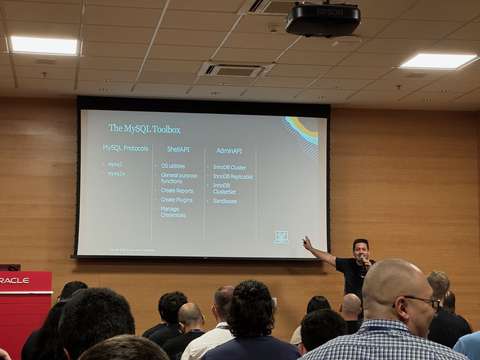 The MySQL Toolbox
MySQL Protocols
mysql
mysqlx
ShellAPI
OS utilities
General purpose
functions
Create Reports
Create Plugins
Manage
Credentials
AdminAPI
InnoDB Cluster
InnoDB ReplicaSet
InnoDB
ClusterSet
Sandboxes
ORACLE